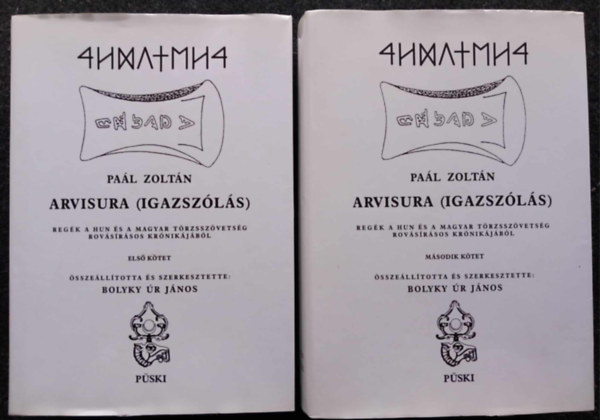 PAÁL ZOLTÁN
ARVISURA (IGAZSZÓLÁS)
REGÉK A HUN ÉS A MAGYAR TÖRZSSZÖVETSÉG
ROVÁSÍRÁSOS KRÓNIKÁJÁBÓL
ELSŐ KÖTET
ÖSSZEÁLLÍTOTTA ÉS SZERKESZTETTE:
BOLYKY ÚR JÁNOS
PÜSKI
PAÁL ZOLTÁN
ARVISURA (IGAZSZÓLÁS)
REGÉK A HUN ÉS A MAGYAR TÖRZSSZÖVETSÉG
ROVÁSÍRÁSOS KRÓNIKÁJÁBÓL
MÁSODIK KÖTET
ÖSSZEÁLLÍTOTTA ÉS SZERKESZTETTE:
BOLYKY ÚR JÁNOS
PÜSKI